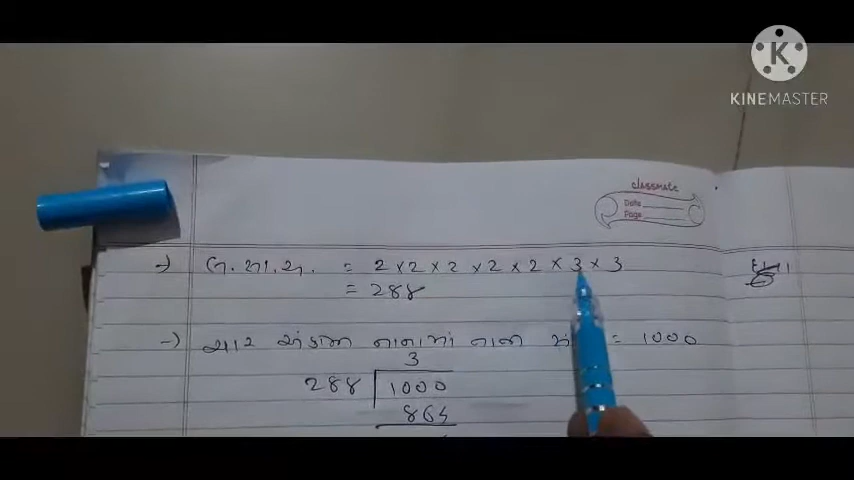 KINEMASTER
classmate
Date
Page
→) લ. સા. અ. = 2 × 2 × 2 × 2 × 2 × 3 × 3
= 288
→) ચાર અંકની નાનામાં નાની = 1000
3
288 1000
864